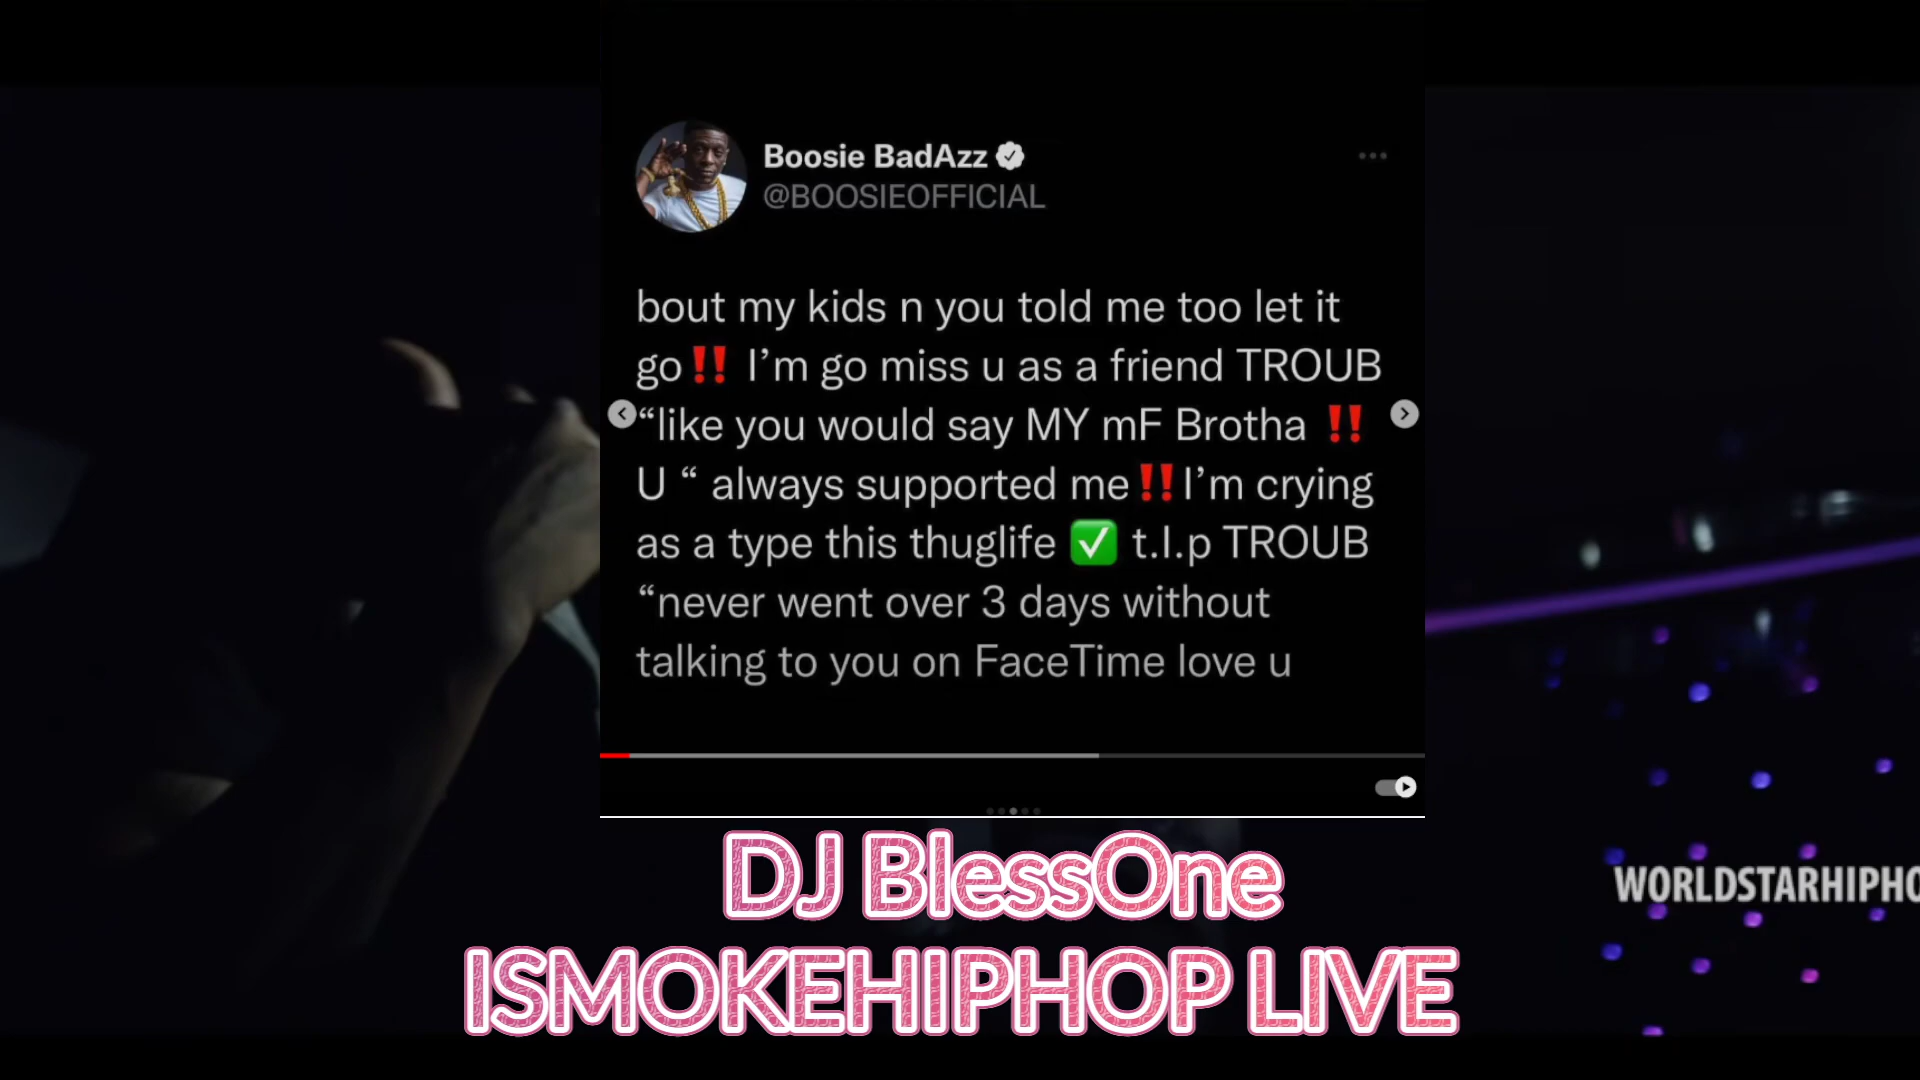 Boosie BadAzz
@BOOSIEOFFICIAL
bout my kids n you told me too let it
go‼️ I’m go miss u as a friend TROUB
“like you would say MY mF Brotha ‼️
U “ always supported me‼️I’m crying
as a type this thuglife ✅ t.I.p TROUB
“never went over 3 days without
talking to you on FaceTime love u
WORLDSTARHIPHO
DJ BlessOne
ISMOKEHIPHOP LIVE